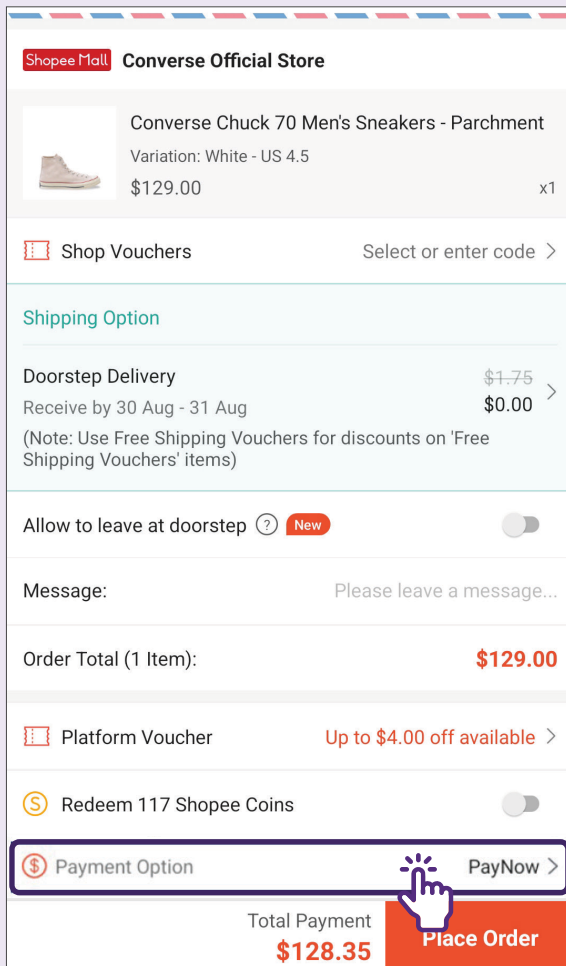 Shopee Mall Converse Official Store
Converse Chuck 70 Men's Sneakers - Parchment
Variation: White - US 4.5
$129.00 x1
Shop Vouchers Select or enter code >
Shipping Option
Doorstep Delivery $1.75
Receive by 30 Aug - 31 Aug $0.00 >
(Note: Use Free Shipping Vouchers for discounts on 'Free
Shipping Vouchers' items)
Allow to leave at doorstep ? New
Message: Please leave a message...
Order Total (1 Item): $129.00
Platform Voucher Up to $4.00 off available >
S Redeem 117 Shopee Coins
$ Payment Option PayNow >
Total Payment
$128.35 Place Order